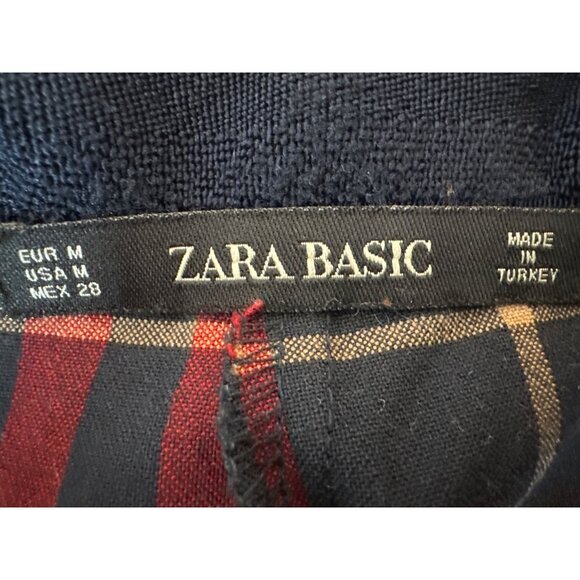 EUR M
USA M
MEX 28
ZARA BASIC
MADE
IN
TURKEY